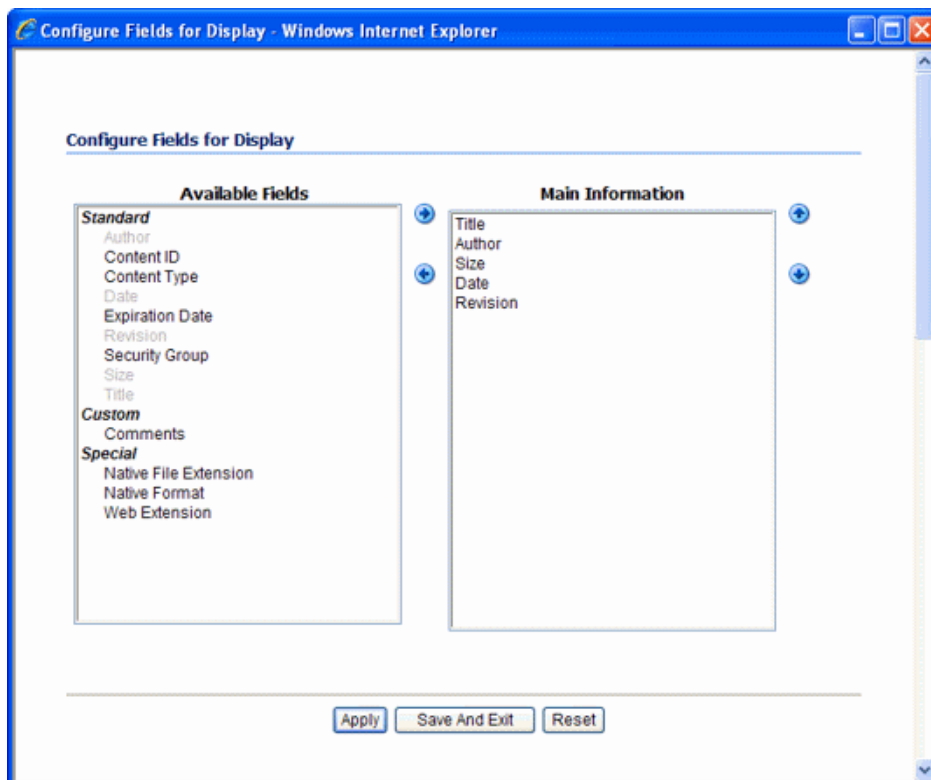 Configure Fields for Display - Windows Internet Explorer
Configure Fields for Display
Available Fields
Standard
Author
Content ID
Content Type
Date
Expiration Date
Revision
Security Group
Size
Title
Custom
Comments
Special
Native File Extension
Native Format
Web Extension
Main Information
Title
Author
Size
Date
Revision
Apply
Save And Exit
Reset